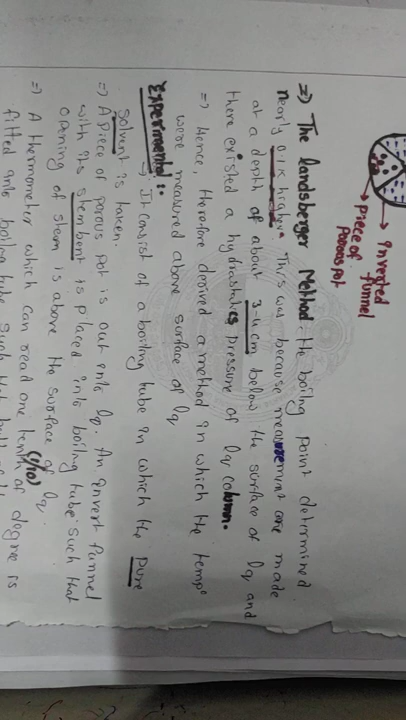 → Inverted
funnel
→ piece of
Porous pot
⇒ The landsberger Method: The boilng point determined
nearly 0.1k higher. This was because measurement are made
at a depth of about 3-4 cm below the surface of lq and
there existed a hydrostatics pressure of lq column.
⇒ Hence, therefore desired a method in which the temp°
were measured above surface of lq
Experimental :-
→ It consist of a boiling tube in which the pure
solvent is taken.
⇒ A piece of porous pot is out into lq. An invert funnel
with its stem bent is placed into boiling tube such that
opening of steam is above the surface of lq
⇒ A thermometer which can read one tenth (1/10) of degree is
fitted into boiling tube such that